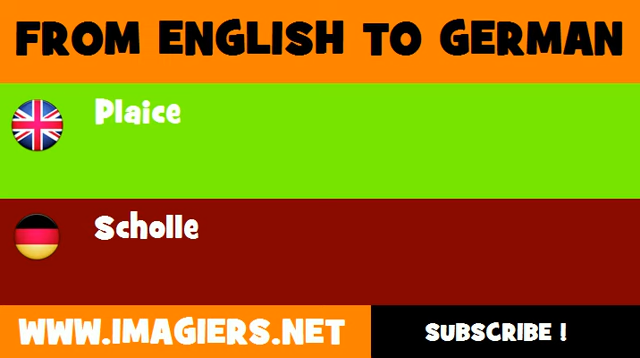 FROM ENGLISH TO GERMAN
Plaice
Scholle
WWW.IMAGIERS.NET
SUBSCRIBE !